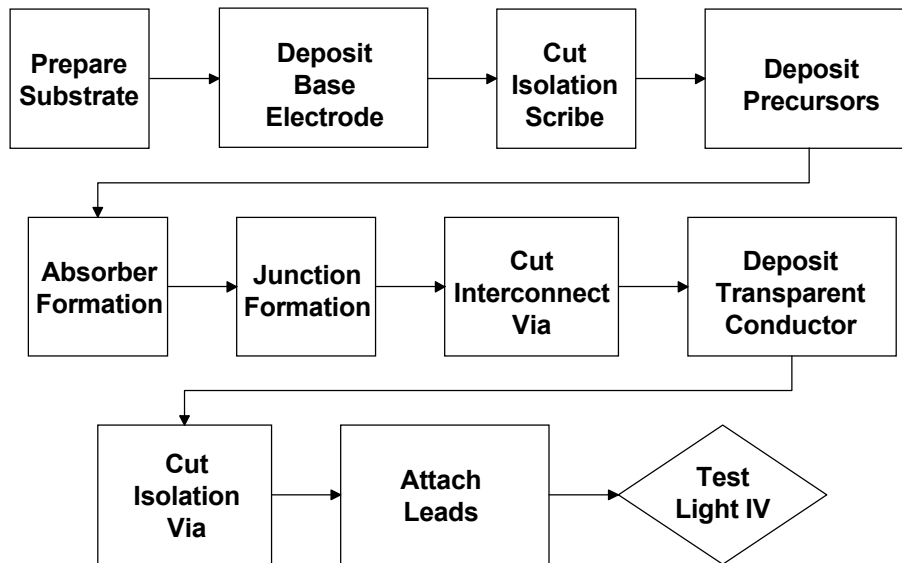 Prepare
Substrate
Deposit
Base
Electrode
Cut
Isolation
Scribe
Deposit
Precursors
Absorber
Formation
Junction
Formation
Cut
Interconnect
Via
Deposit
Transparent
Conductor
Cut
Isolation
Via
Attach
Leads
Test
Light IV